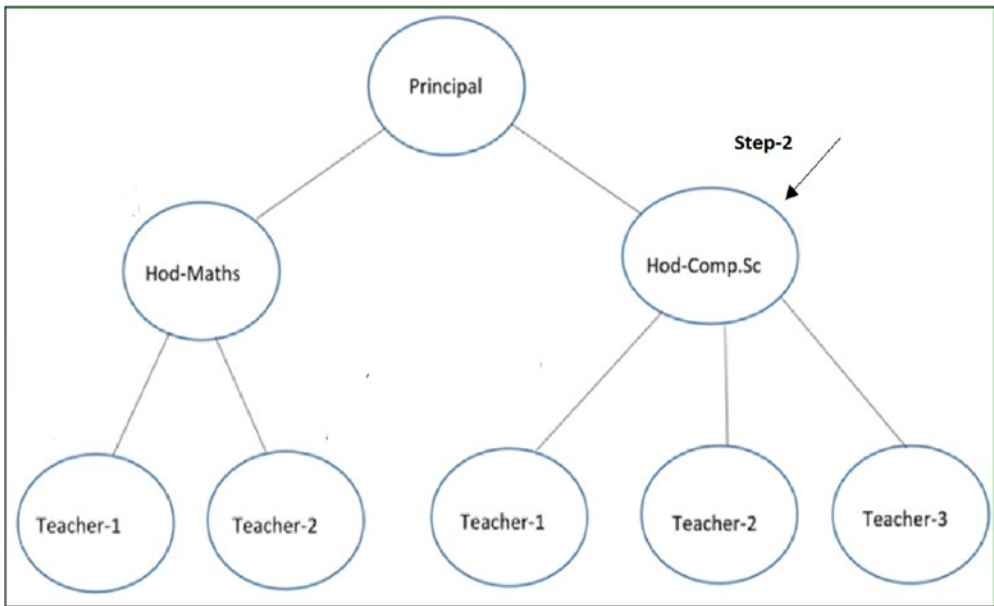 Principal
Step-2
Hod-Maths
Hod-Comp.Sc
Teacher-1
Teacher-2
Teacher-1
Teacher-2
Teacher-3